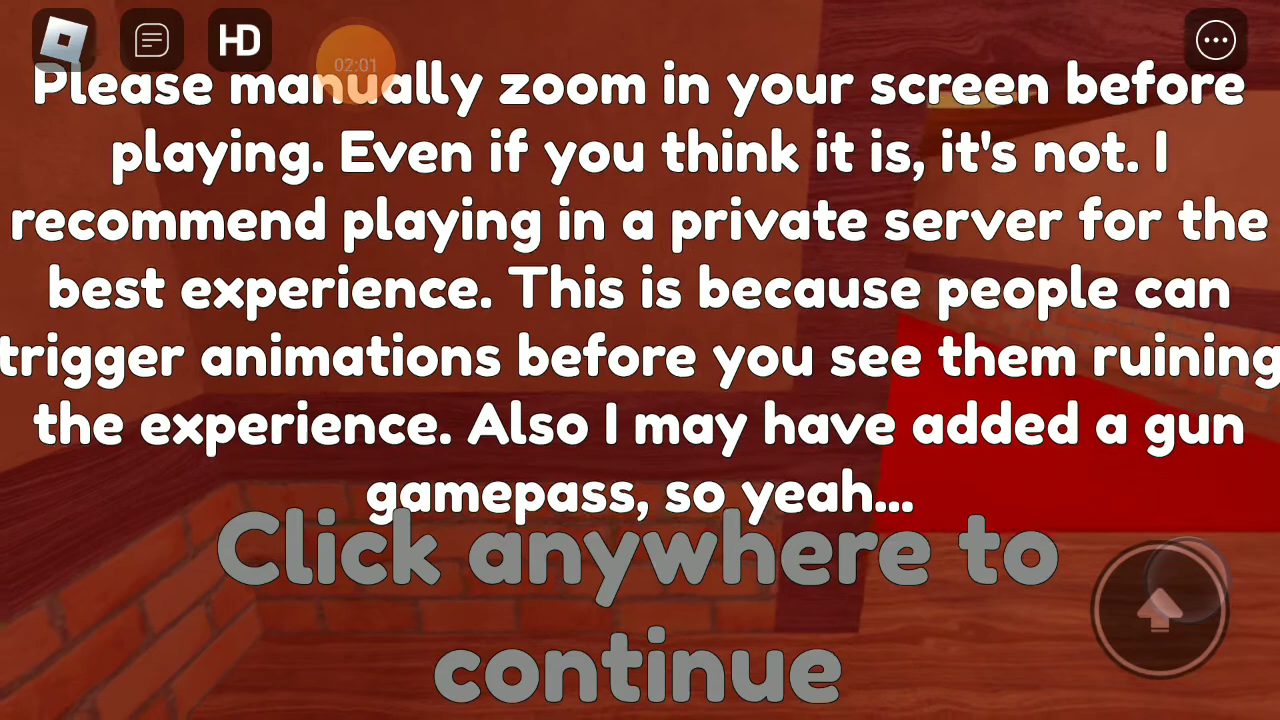 HD
02:01
Please manually zoom in your screen before
playing. Even if you think it is, it's not. I
recommend playing in a private server for the
best experience. This is because people can
trigger animations before you see them ruining
the experience. Also I may have added a gun
gamepass, so yeah...
Click anywhere to
continue